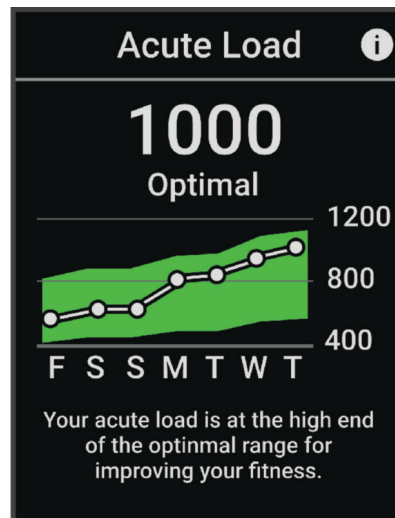 Acute Load i
1000
Optimal
1200
800
400
F S S M T W T
Your acute load is at the high end
of the optinmal range for
improving your fitness.